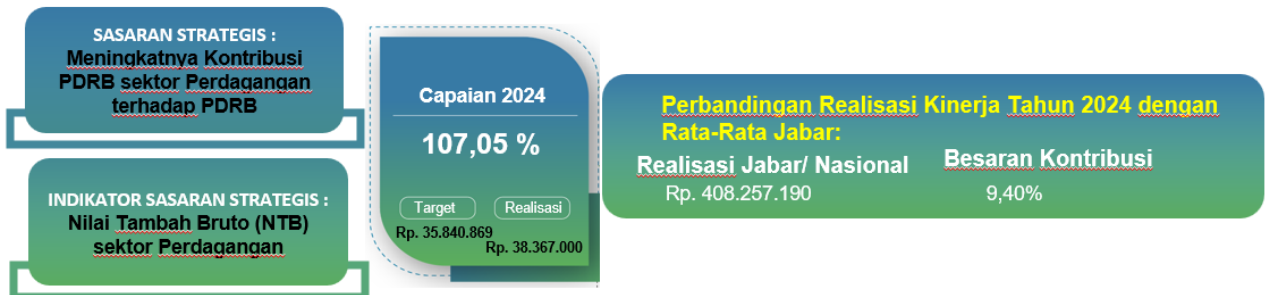 SASARAN STRATEGIS :
Meningkatnya Kontribusi
PDRB sektor Perdagangan
terhadap PDRB
INDIKATOR SASARAN STRATEGIS :
Nilai Tambah Bruto (NTB)
sektor Perdagangan
Capaian 2024
107,05 %
Target
Realisasi
Rp. 35.840.869
Rp. 38.367.000
Perbandingan Realisasi Kinerja Tahun 2024 dengan
Rata-Rata Jabar:
Realisasi Jabar/ Nasional
Besaran Kontribusi
Rp. 408.257.190
9,40%